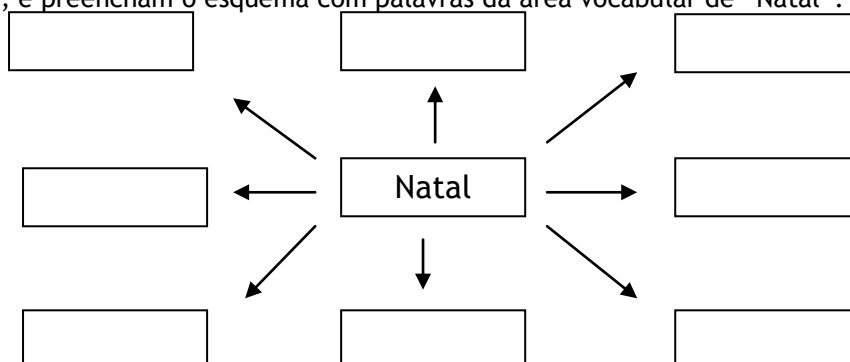 , e preencham o esquema com palavras da área vocabular de "Natal".
Natal